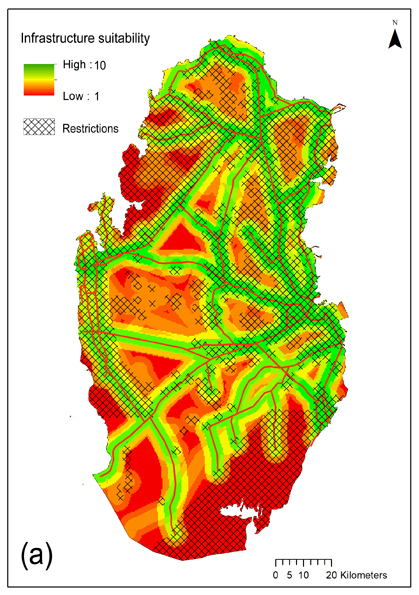 N
Infrastructure suitability
High : 10
Low : 1
Restrictions
(a)
0 5 10 20 Kilometers